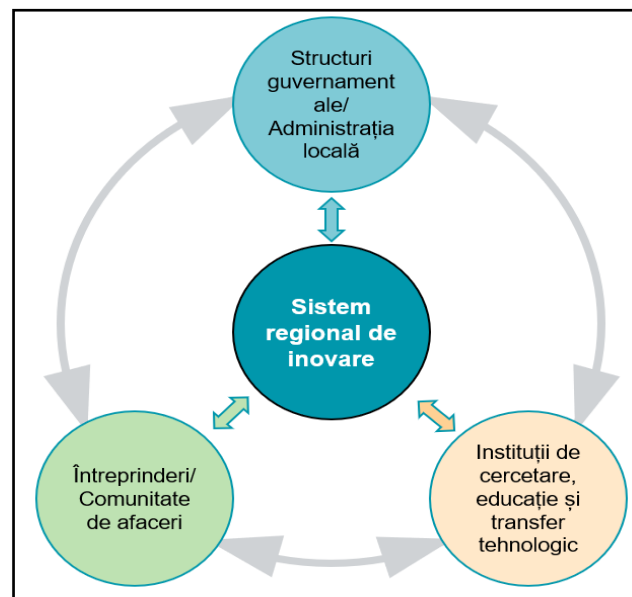 Structuri
guvernament
ale/
Administrația
locală
Sistem
regional de
inovare
Întreprinderi/
Comunitate
de afaceri
Instituții de
cercetare,
educație și
transfer
tehnologic